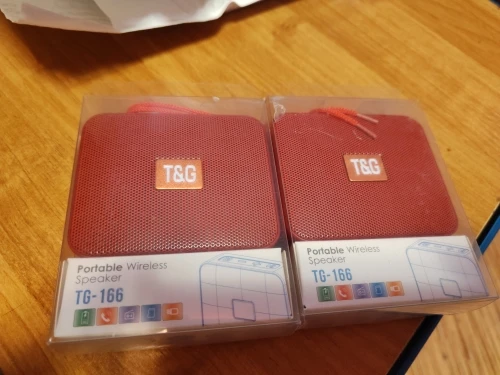 T&G
Portable Wireless
Speaker
TG-166
T&G
Portable Wireless
Speaker
TG-166